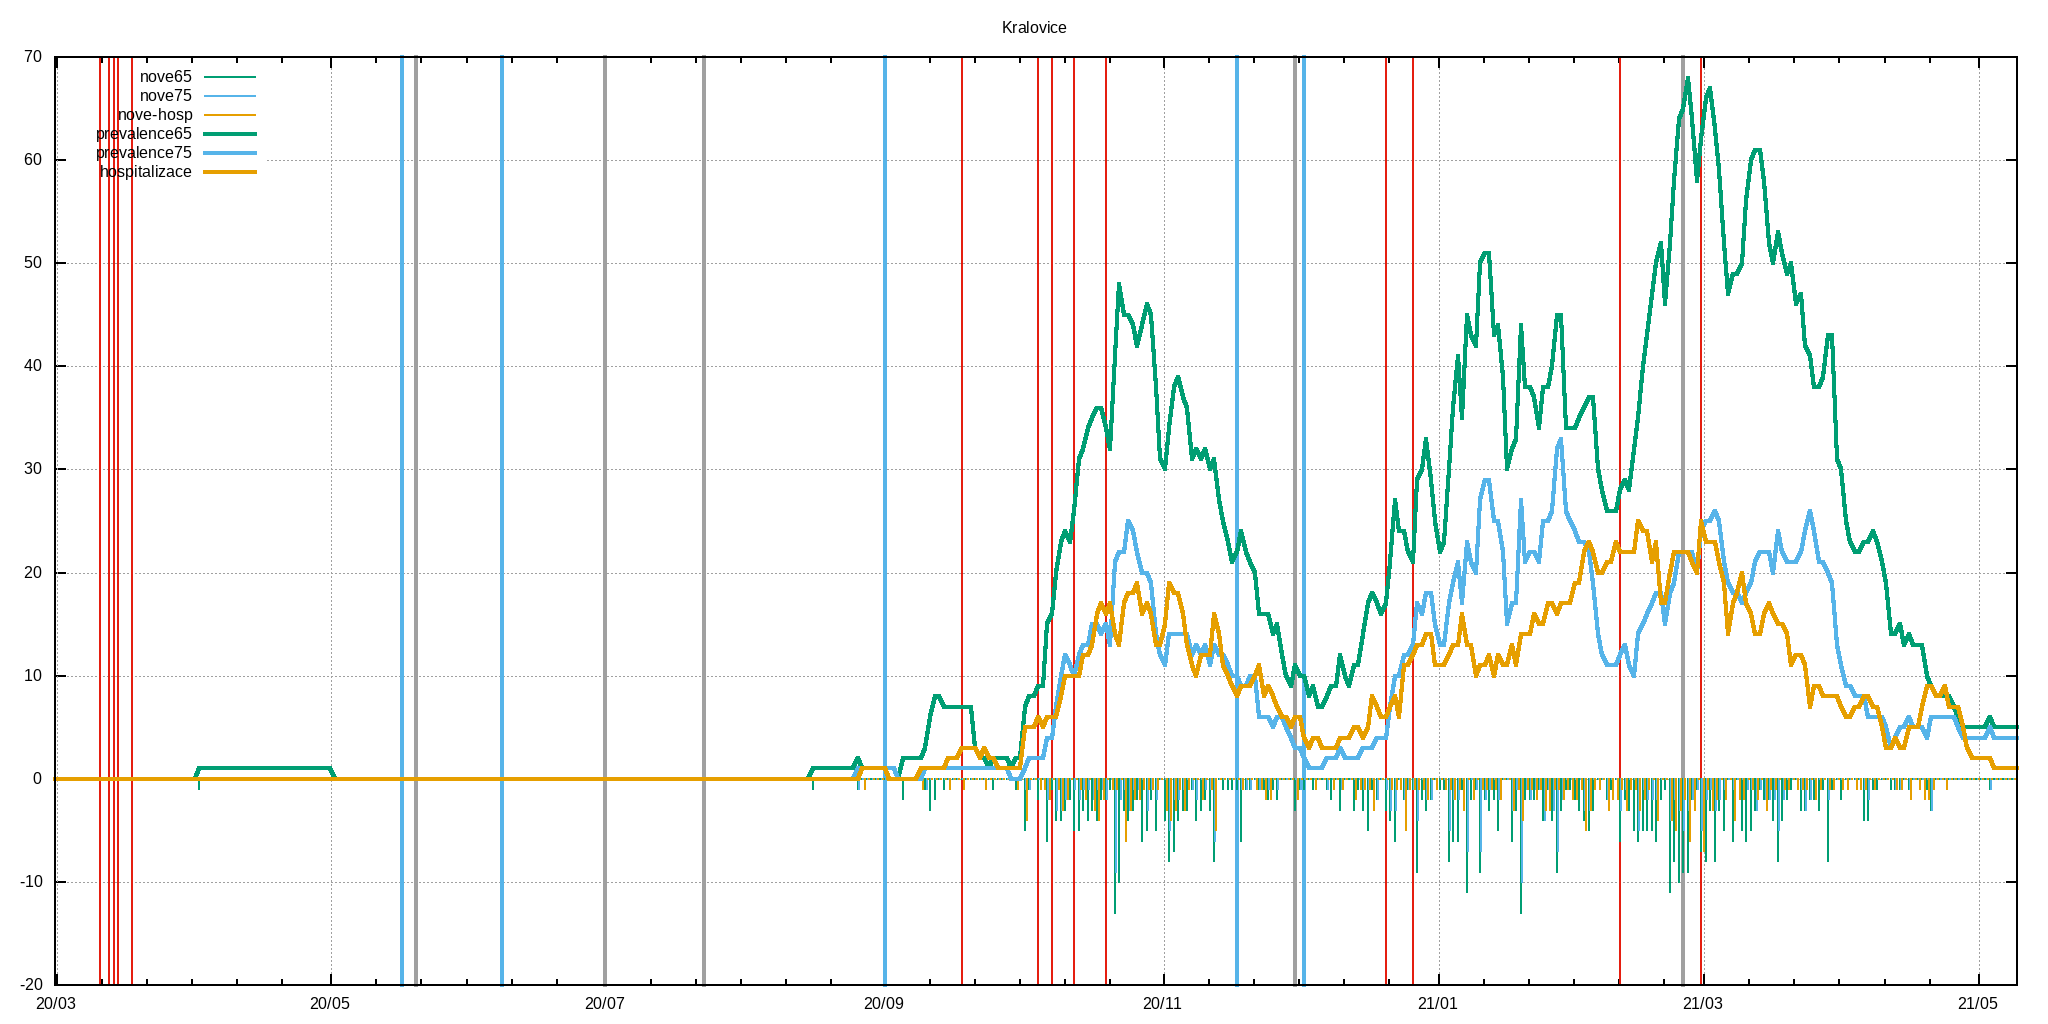 Kralovice
70
60
50
40
30
20
10
0
-10
-20
nove65
nove75
nove-hosp
prevalence65
prevalence75
hospitalizace
20/03 20/05 20/07 20/09 20/11 21/01 21/03 21/05